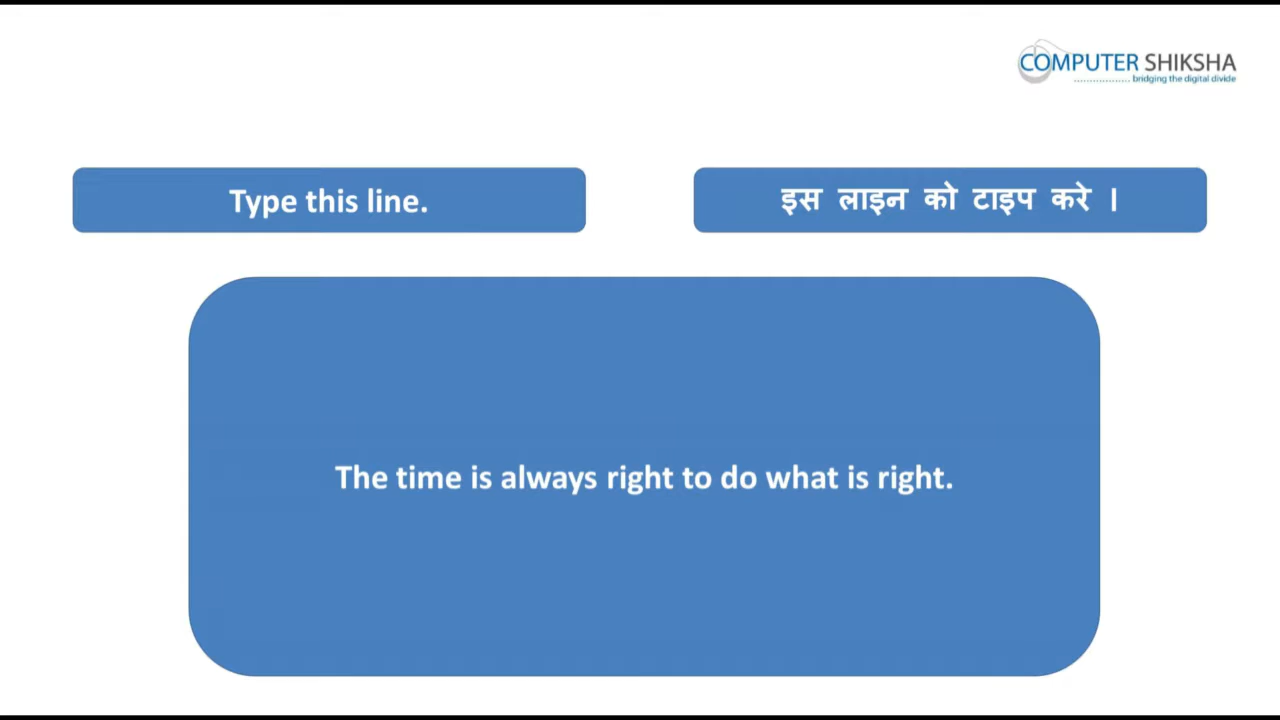 COMPUTER SHIKSHA
bridging the digital divide
Type this line.
इस लाइन को टाइप करे ।
The time is always right to do what is right.